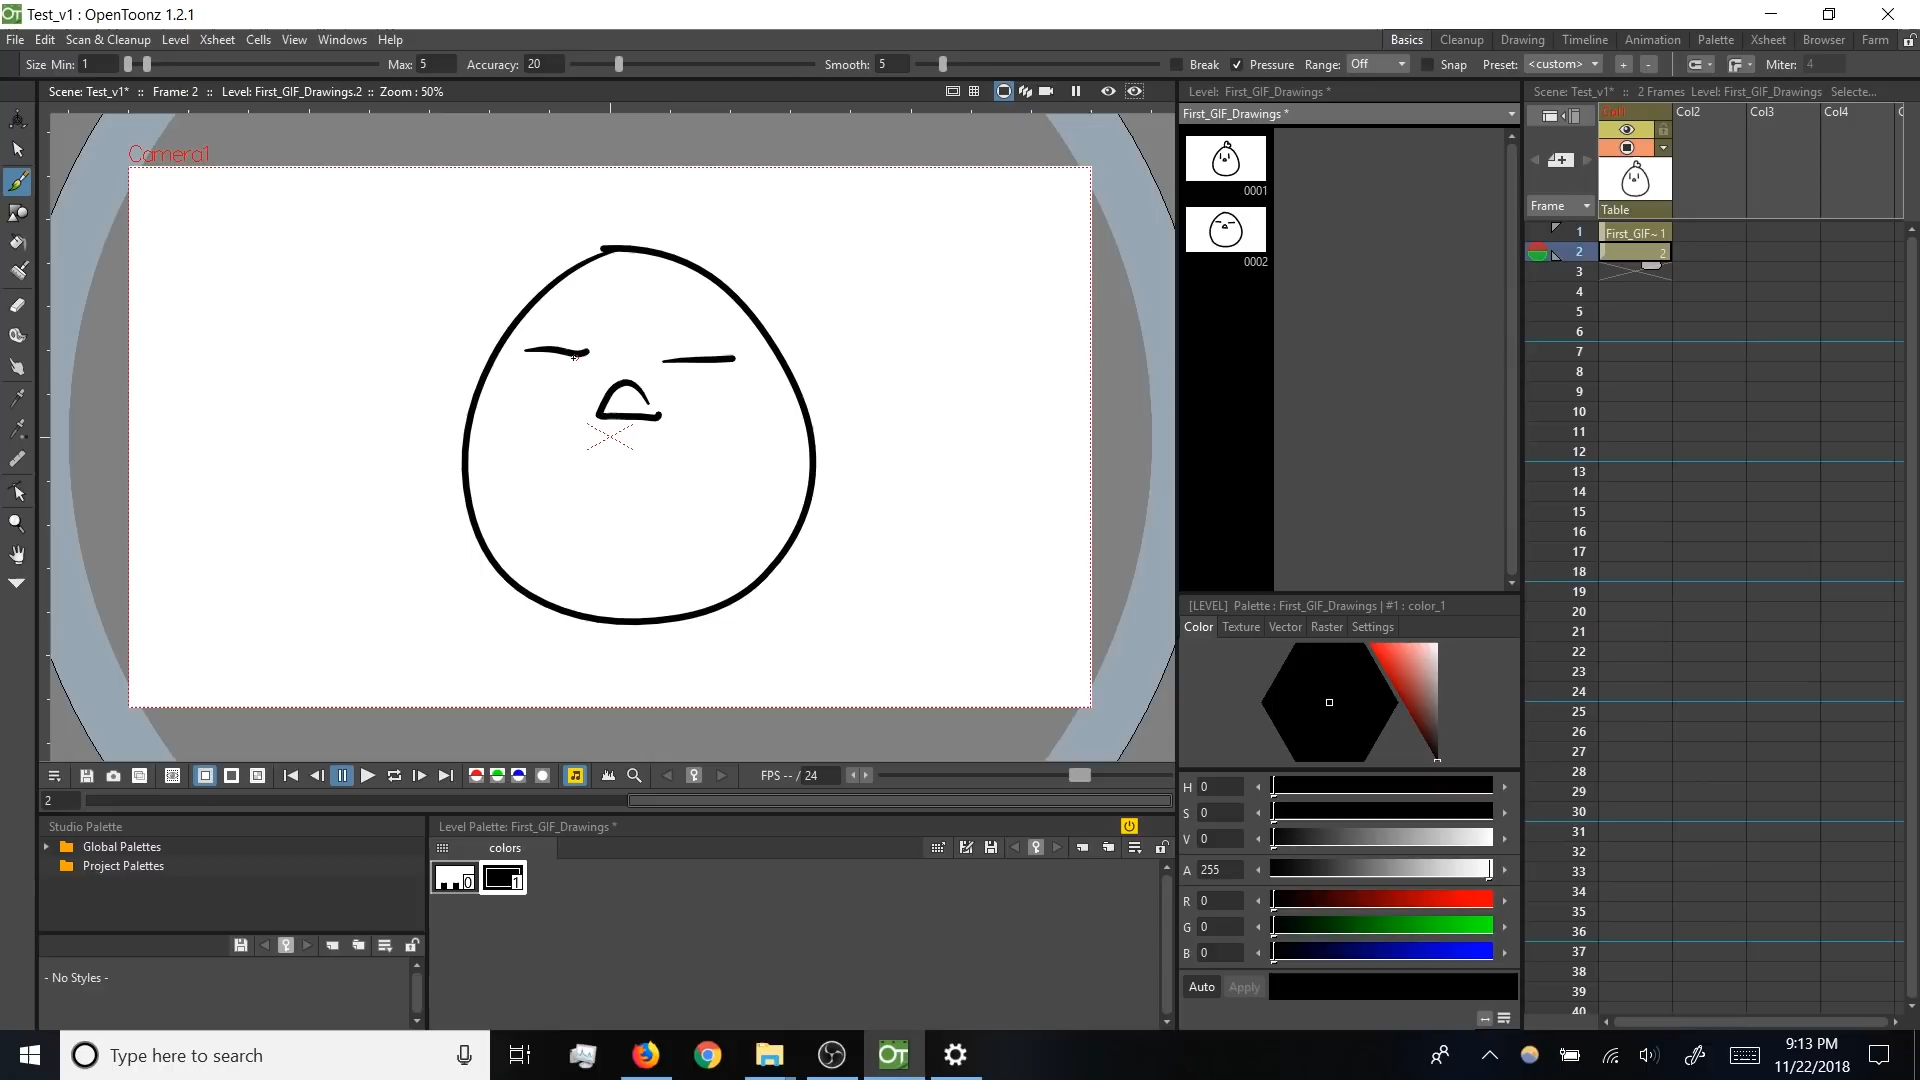 Test_v1 : OpenToonz 1.2.1
File Edit Scan & Cleanup Level Xsheet Cells View Windows Help
Basics Cleanup Drawing Timeline Animation Palette Xsheet Browser Farm
Size Min: 1 Max: 5 Accuracy: 20 Smooth: 5 Break Pressure Range: Off Snap Preset: <custom> + - Miter: 4
Scene: Test_v1* :: Frame: 2 :: Level: First_GIF_Drawings.2 :: Zoom : 50%
Level: First_GIF_Drawings *
Scene: Test_v1* :: 2 Frames Level: First_GIF_Drawings Selecte...
First_GIF_Drawings *
Col1 Col2 Col3 Col4
Camera1
0001
0002
Frame
Table
1 First_GIF~ 1
2 2
3
4
5
6
7
8
9
10
11
12
13
14
15
16
17
18
19
20
21
22
23
24
25
26
27
28
29
30
31
32
33
34
35
36
37
38
39
40
[LEVEL] Palette : First_GIF_Drawings | #1 : color_1
Color Texture Vector Raster Settings
H 0
S 0
V 0
A 255
R 0
G 0
B 0
Auto Apply
FPS -- / 24
2
Studio Palette
Global Palettes
Project Palettes
- No Styles -
Level Palette: First_GIF_Drawings *
colors
0 1
Type here to search
9:13 PM
11/22/2018